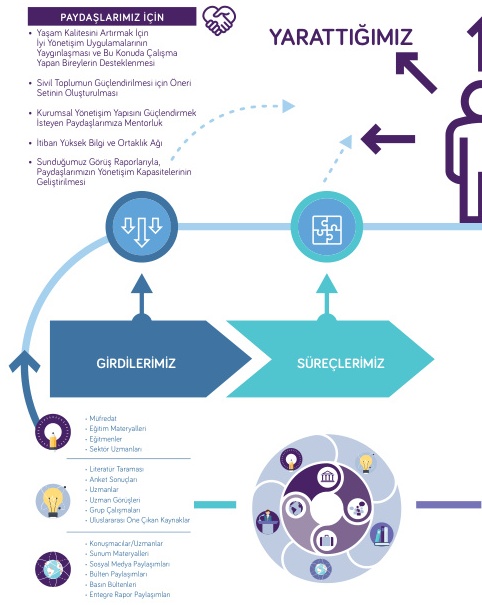 PAYDAŞLARIMIZ İÇİN
• Yaşam Kalitesini Artırmak İçin
İyi Yönetişim Uygulamalarının
Yaygınlaşması ve Bu Konuda Çalışma
Yapan Bireylerin Desteklenmesi
• Sivil Toplumun Güçlendirilmesi için Öneri
Setinin Oluşturulması
• Kurumsal Yönetişim Yapısını Güçlendirmek
İsteyen Paydaşlarımıza Mentorluk
• İtibarı Yüksek Bilgi ve Ortaklık Ağı
• Sunduğumuz Görüş Raporlarıyla,
Paydaşlarımızın Yönetişim Kapasitelerinin
Geliştirilmesi
YARATTIĞIMIZ
GİRDİLERİMİZ
SÜREÇLERİMİZ
• Müfredat
• Eğitim Materyalleri
• Eğitmenler
• Sektör Uzmanları
• Literatür Taraması
• Anket Sonuçları
• Uzmanlar
• Uzman Görüşleri
• Grup Çalışmaları
• Uluslararası Öne Çıkan Kaynaklar
• Konuşmacılar/Uzmanlar
• Sunum Materyalleri
• Sosyal Medya Paylaşımları
• Bülten Paylaşımları
• Basın Bültenleri
• Entegre Rapor Paylaşımları